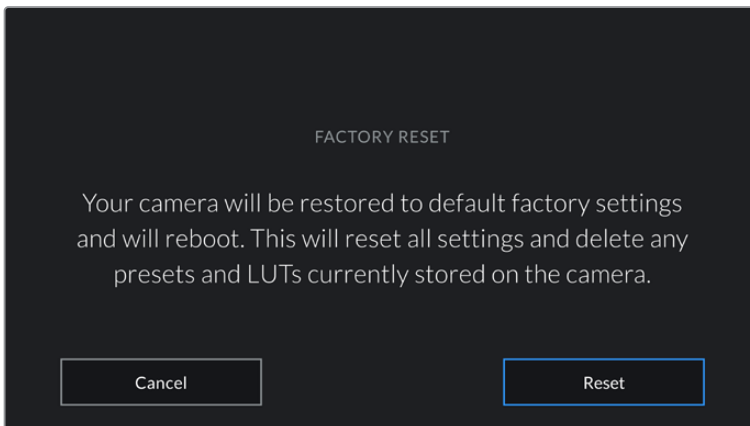 FACTORY RESET
Your camera will be restored to default factory settings
and will reboot. This will reset all settings and delete any
presets and LUTs currently stored on the camera.
Cancel
Reset